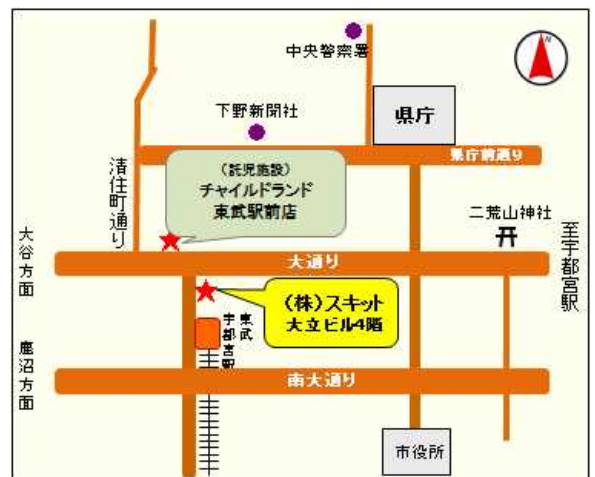 中央警察署
N
県庁
下野新聞社
県庁前通り
清住町通り
(託児施設)
チャイルドランド
東武駅前店
二荒山神社
至宇都宮駅
大谷方面
大通り
(株)スキット
大立ビル4階
東武
宇都宮駅
鹿沼方面
南大通り
市役所